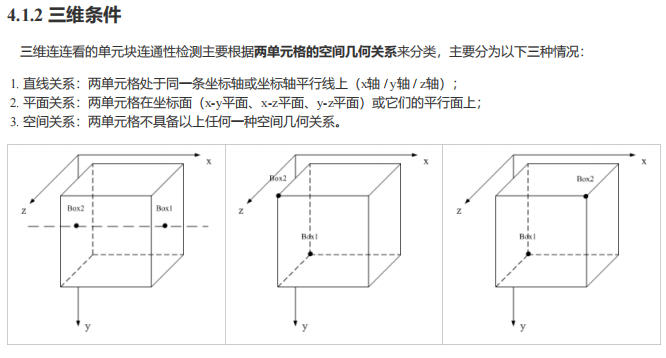 4.1.2 三维条件
三维连连看的单元块连通性检测主要根据两单元格的空间几何关系来分类，主要分为以下三种情况：
1. 直线关系：两单元格处于同一条坐标轴或坐标轴平行线上（x轴 / y轴 / z轴）；
2. 平面关系：两单元格在坐标面（x-y平面、x-z平面、y-z平面）或它们的平行面上；
3. 空间关系：两单元格不具备以上任何一种空间几何关系。
x
z
Box2
Box1
y
x
Box2
z
Box1
y
x
Box2
z
Box1
y